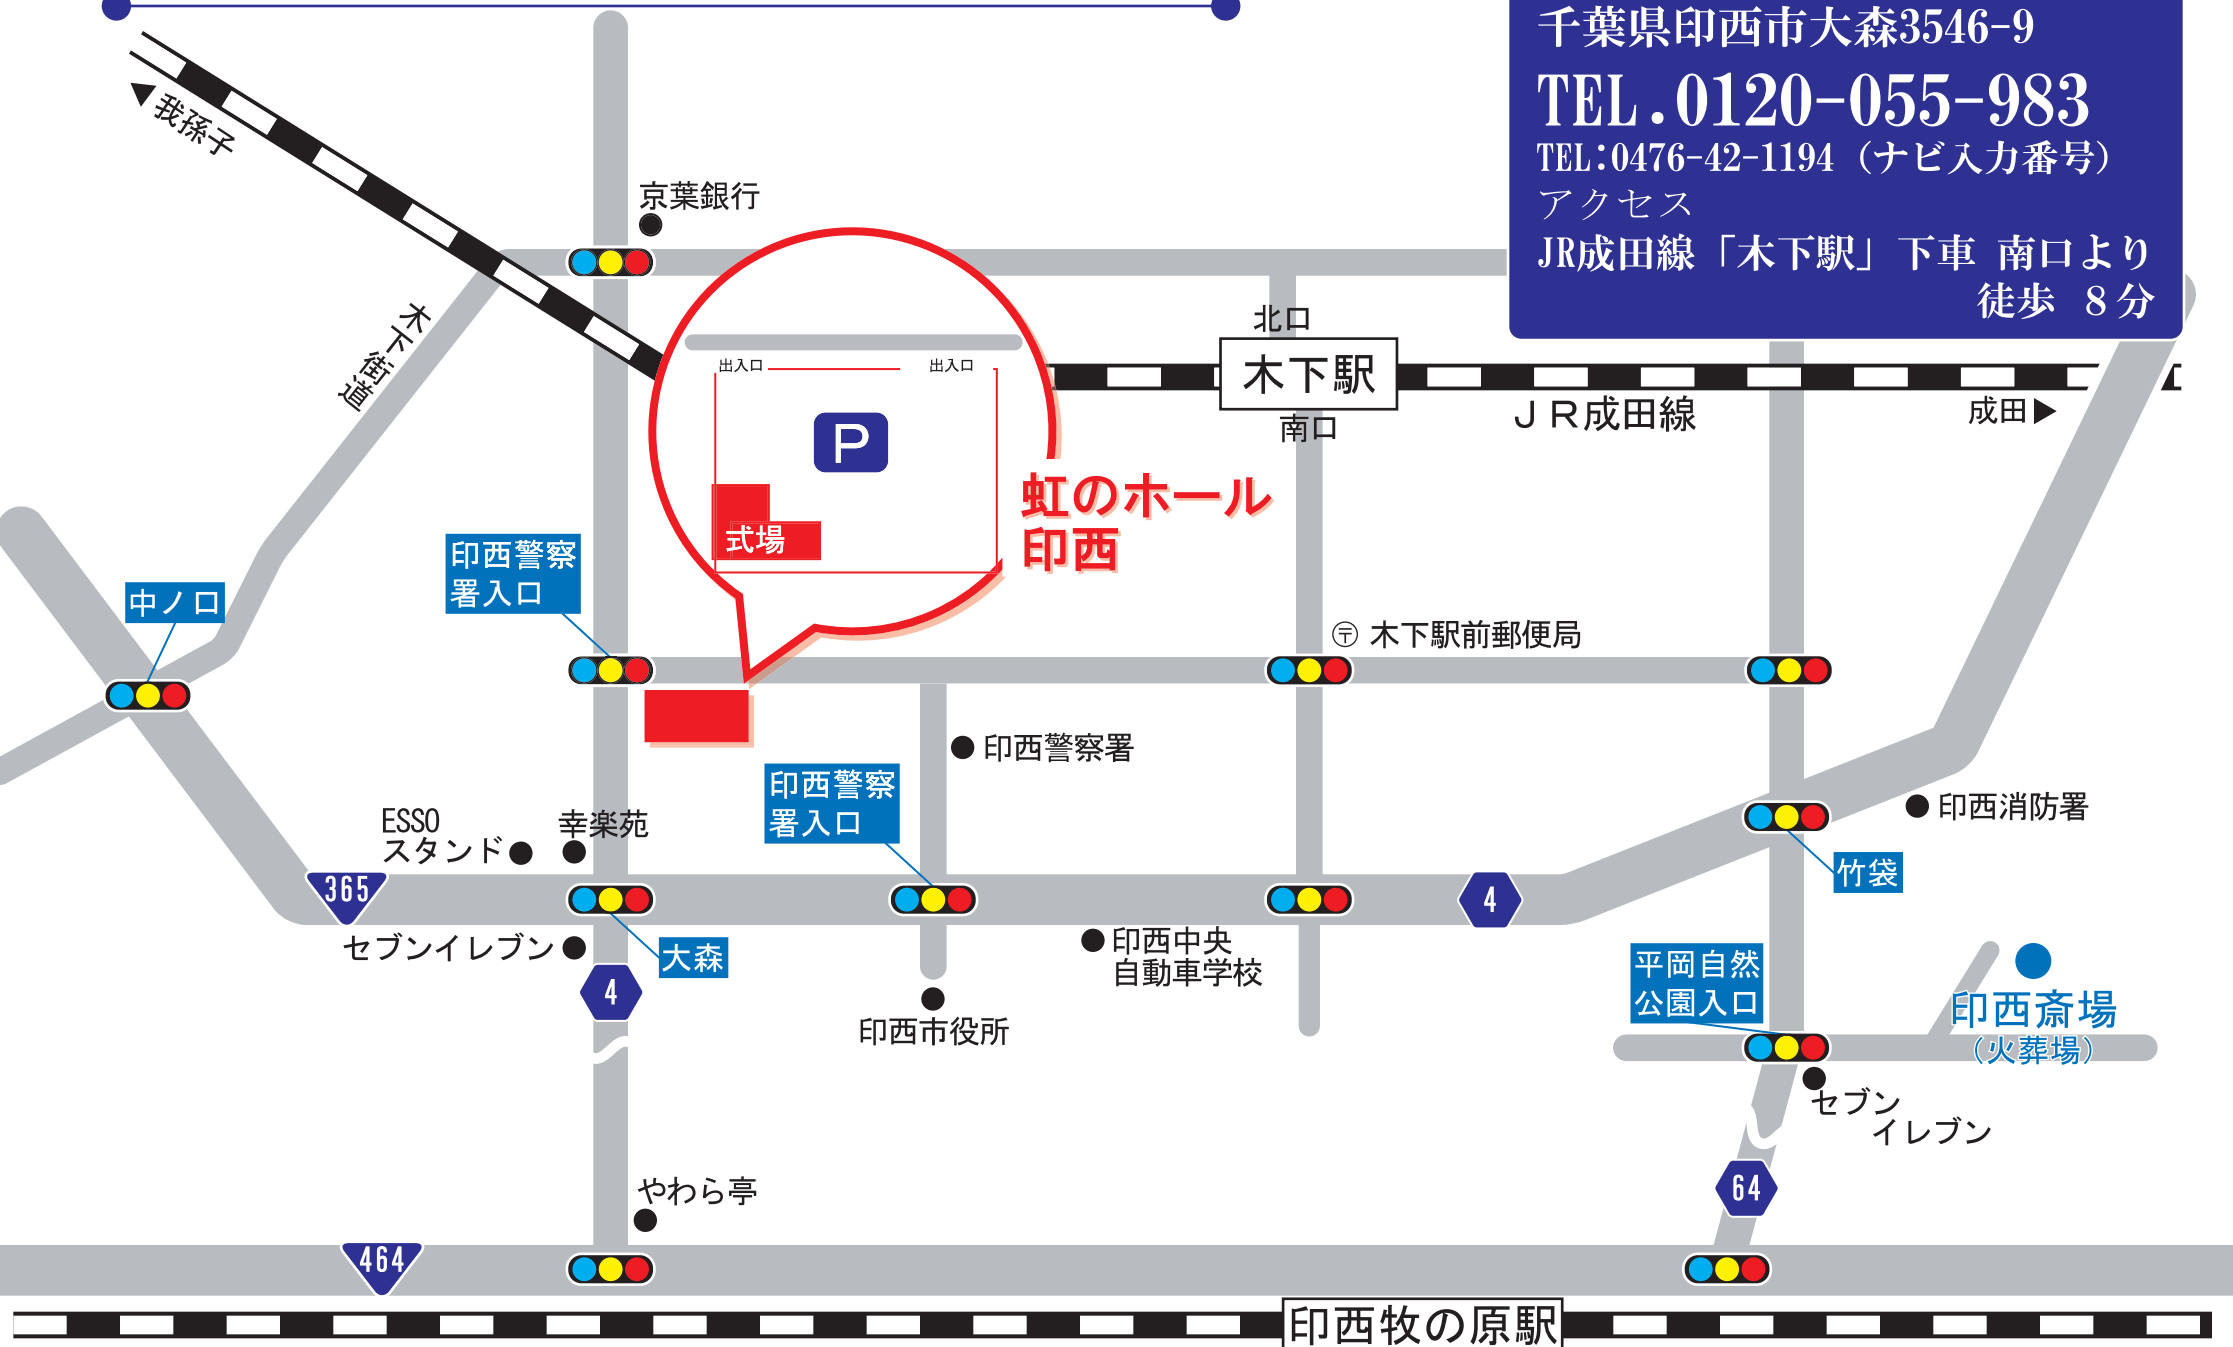 千葉県印西市大森3546-9
TEL.0120-055-983
TEL:0476-42-1194（ナビ入力番号）
アクセス
JR成田線「木下駅」下車 南口より
徒歩 8分
我孫子
京葉銀行
木下街道
北口
木下駅
南口
JR成田線
成田
出入口
出入口
P
式場
虹のホール
印西
印西警察
署入口
中ノ口
〒 木下駅前郵便局
印西警察署
印西警察
署入口
ESSO
スタンド
幸楽苑
印西消防署
竹袋
365
4
セブンイレブン
大森
4
印西中央
自動車学校
印西市役所
平岡自然
公園入口
印西斎場
（火葬場）
セブン
イレブン
64
やわら亭
464
印西牧の原駅